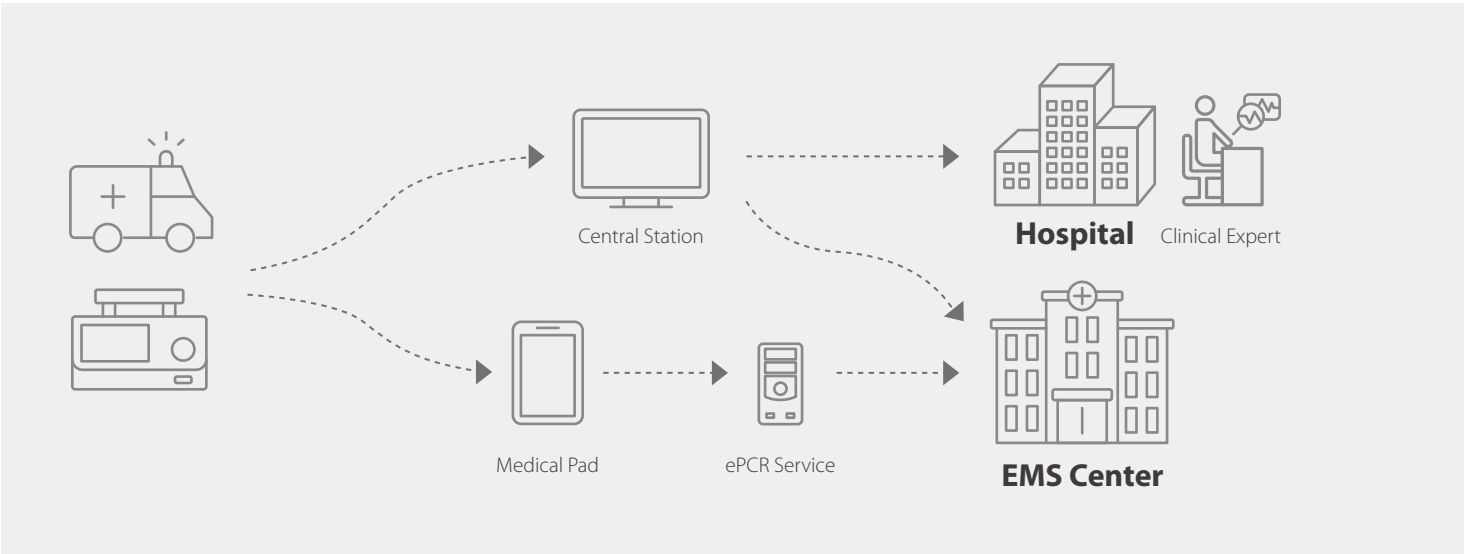 Central Station
Hospital
Clinical Expert
Medical Pad
ePCR Service
EMS Center